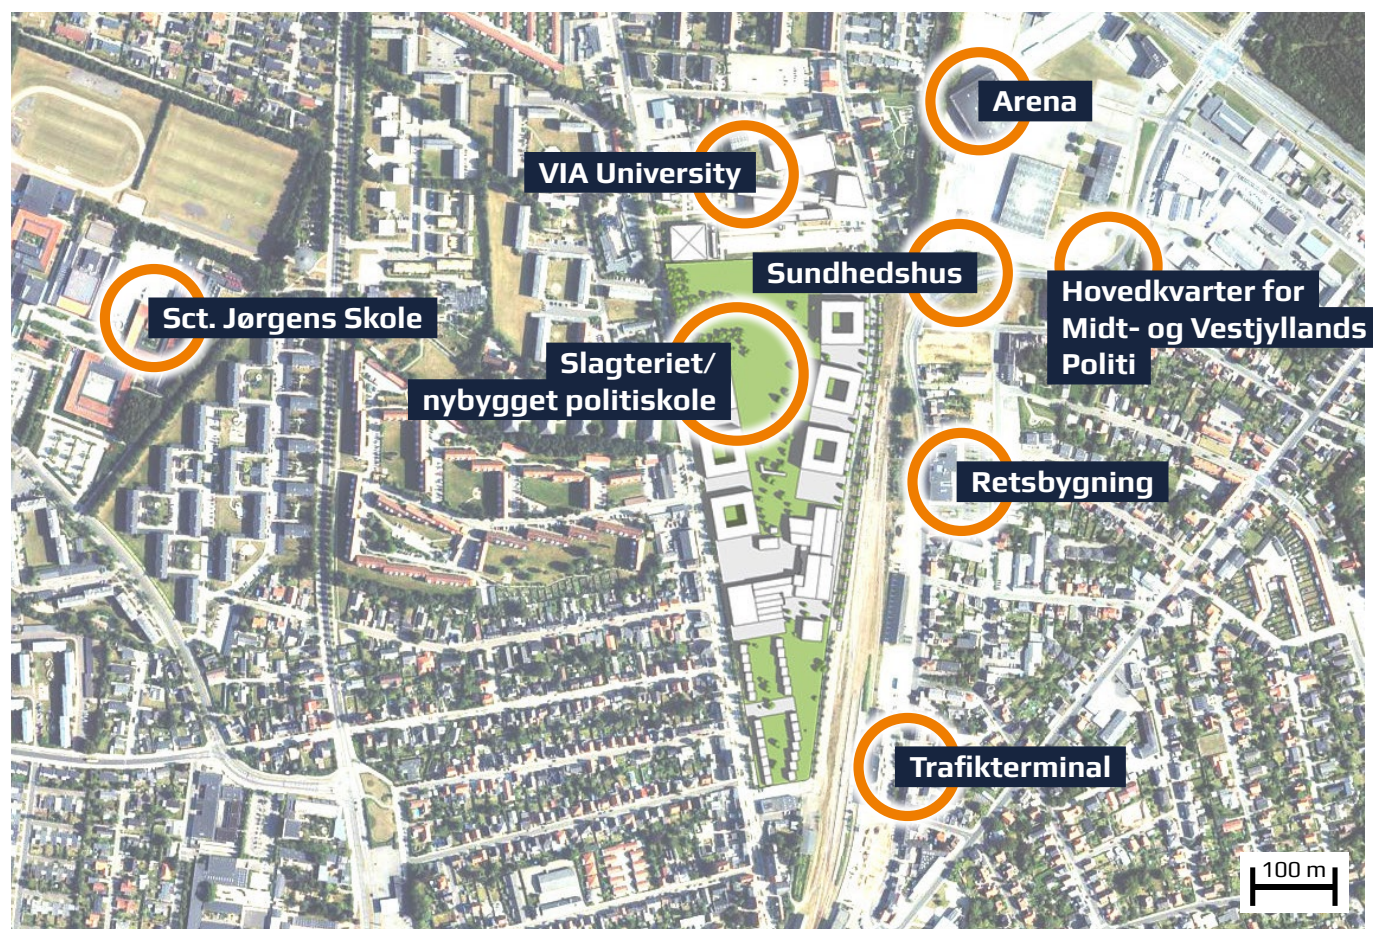 Arena
VIA University
Sundhedshus
Hovedkvarter for
Midt- og Vestjyllands
Politi
Sct. Jørgens Skole
Slagteriet/
nybygget politiskole
Retsbygning
Trafikterminal
100 m